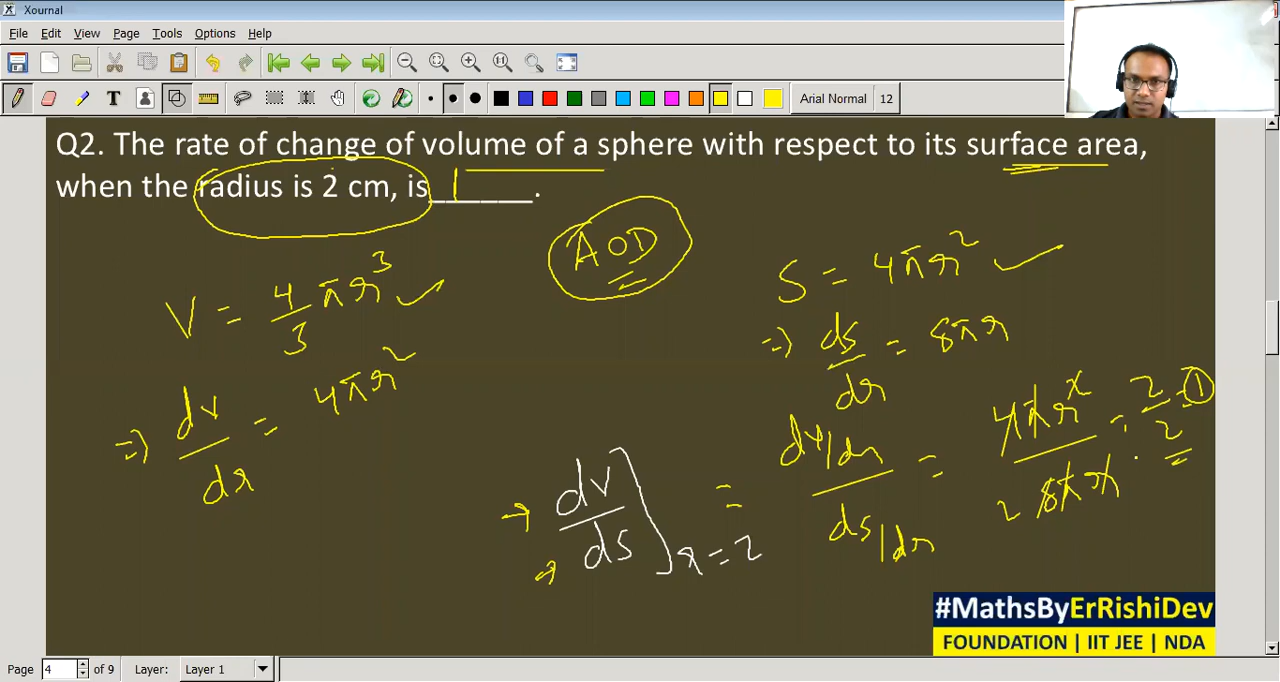 Xournal
File Edit View Page Tools Options Help
Arial Normal 12
Q2. The rate of change of volume of a sphere with respect to its surface area,
when the radius is 2 cm, is_1_____.
AOD
V = 4/3 πr³ ✓
S = 4πr² ✓
=> ds/dr = 8πr
=> dv/dr = 4πr²
→ dv/ds]r=2 = dv/dr / ds/dr = 4πr² / 2 8πr = 2/2 = 1
#MathsByErRishiDev
FOUNDATION | IIT JEE | NDA
Page 4 of 9 Layer: Layer 1